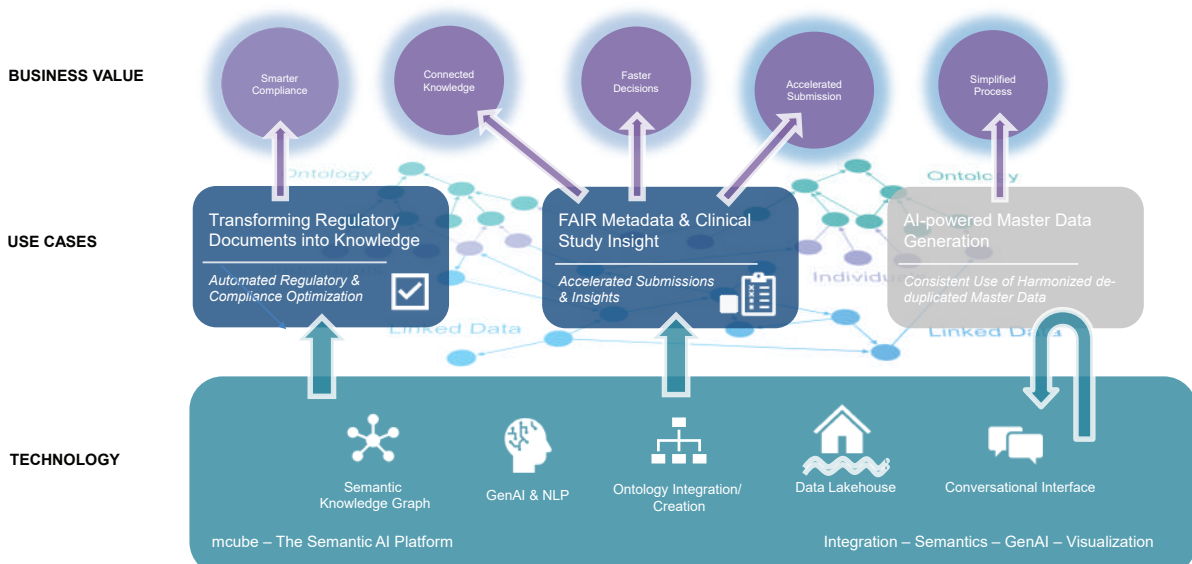 BUSINESS VALUE
Smarter
Compliance
Connected
Knowledge
Faster
Decisions
Accelerated
Submission
Simplified
Process
Ontology
Ontology
USE CASES
Transforming Regulatory
Documents into Knowledge
Automated Regulatory &
Compliance Optimization
FAIR Metadata & Clinical
Study Insight
Accelerated Submissions
& Insights
AI-powered Master Data
Generation
Consistent Use of Harmonized de-
duplicated Master Data
Linked Data
Linked Data
TECHNOLOGY
Semantic
Knowledge Graph
GenAI & NLP
Ontology Integration/
Creation
Data Lakehouse
Conversational Interface
mcube – The Semantic AI Platform
Integration – Semantics – GenAI – Visualization